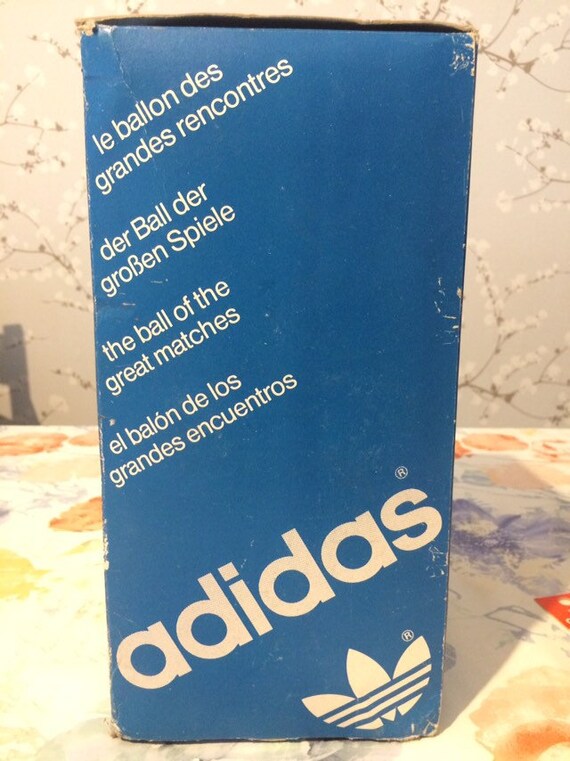 le ballon des
grandes rencontres
der Ball der
großen Spiele
the ball of the
great matches
el balón de los
grandes encuentros
adidas®
®